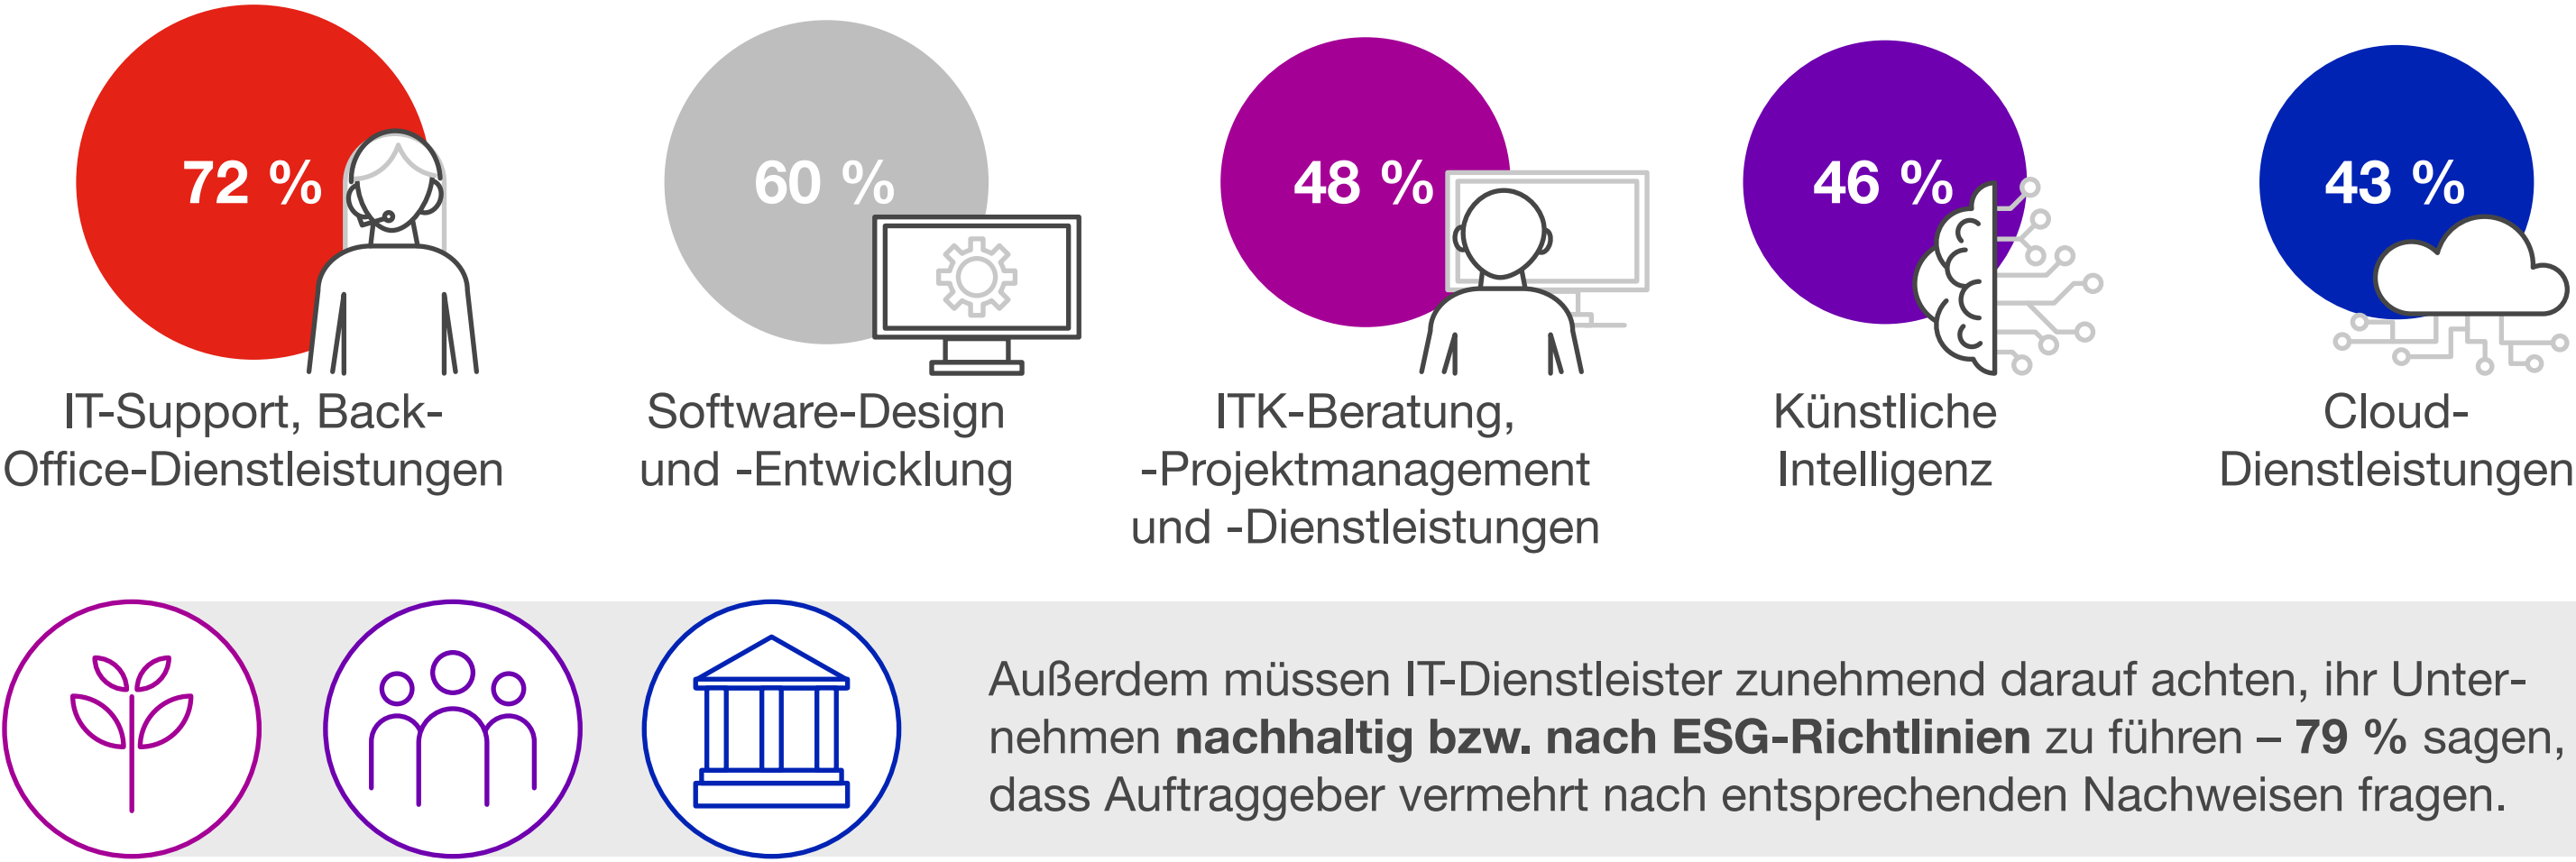 72 %
60 %
48 %
46 %
43 %
IT-Support, Back-
Office-Dienstleistungen
Software-Design
und -Entwicklung
ITK-Beratung,
-Projektmanagement
und -Dienstleistungen
Künstliche
Intelligenz
Cloud-
Dienstleistungen
Außerdem müssen IT-Dienstleister zunehmend darauf achten, ihr Unter-
nehmen nachhaltig bzw. nach ESG-Richtlinien zu führen – 79 % sagen,
dass Auftraggeber vermehrt nach entsprechenden Nachweisen fragen.